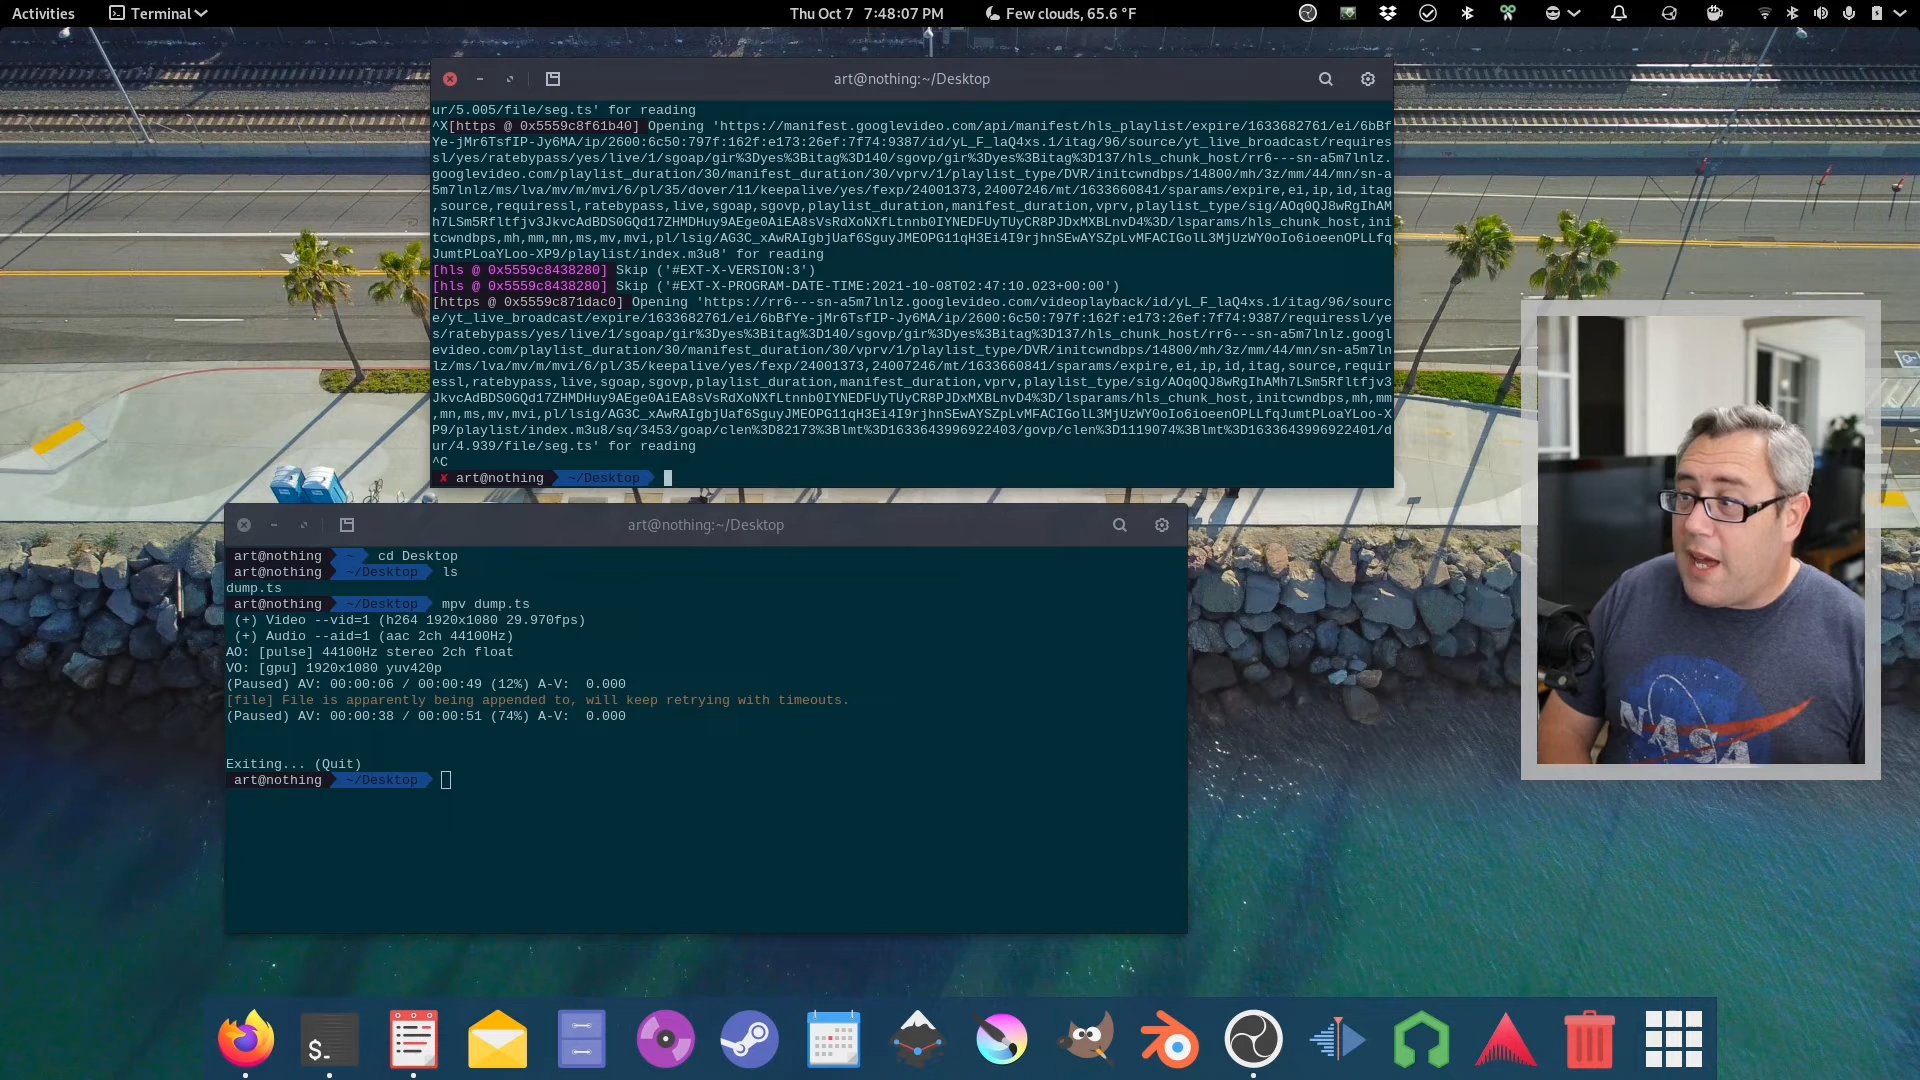 Activities
Terminal
Thu Oct 7 7:48:07 PM
Few clouds, 65.6 °F
art@nothing:~/Desktop
ur/5.005/file/seg.ts' for reading
^X[https @ 0x5559c8f61b40] Opening 'https://manifest.googlevideo.com/api/manifest/hls_playlist/expire/1633682761/ei/6bBf
Ye-jMr6TsfIP-Jy6MA/ip/2600:6c50:797f:162f:e173:26ef:7f74:9387/id/yL_F_laQ4xs.1/itag/96/source/yt_live_broadcast/requires
sl/yes/ratebypass/yes/live/1/sgoap/gir%3Dyes%3Bitag%3D140/sgovp/gir%3Dyes%3Bitag%3D137/hls_chunk_host/rr6---sn-a5m7lnlz.
googlevideo.com/playlist_duration/30/manifest_duration/30/vprv/1/playlist_type/DVR/initcwndbps/14800/mh/3z/mm/44/mn/sn-a
5m7lnlz/ms/lva/mv/m/mvi/6/pl/35/dover/11/keepalive/yes/fexp/24001373,24007246/mt/1633660841/sparams/expire,ei,ip,id,itag
,source,requiressl,ratebypass,live,sgoap,sgovp,playlist_duration,manifest_duration,vprv,playlist_type/sig/AOq0QJ8wRgIhAM
h7LSm5Rfltfjv3JkvcAdBDS0GQd17ZHMDHuy9AEge0AiEA8sVsRdXoNXfLtnnb0IYNEDFUyTUyCR8PJDxMXBLnvD4%3D/lsparams/hls_chunk_host,ini
tcwndbps,mh,mm,mn,ms,mv,mvi,pl/lsig/AG3C_xAwRAIgbjUaf6SguyJMEOPG11qH3Ei4I9rjhnSEwAYSZpLvMFACIGolL3MjUzWY0oIo6ioeenOPLLfq
JumtPLoaYLoo-XP9/playlist/index.m3u8' for reading
[hls @ 0x5559c8438280] Skip ('#EXT-X-VERSION:3')
[hls @ 0x5559c8438280] Skip ('#EXT-X-PROGRAM-DATE-TIME:2021-10-08T02:47:10.023+00:00')
[https @ 0x5559c871dac0] Opening 'https://rr6---sn-a5m7lnlz.googlevideo.com/videoplayback/id/yL_F_laQ4xs.1/itag/96/sourc
e/yt_live_broadcast/expire/1633682761/ei/6bBfYe-jMr6TsfIP-Jy6MA/ip/2600:6c50:797f:162f:e173:26ef:7f74:9387/requiressl/ye
s/ratebypass/yes/live/1/sgoap/gir%3Dyes%3Bitag%3D140/sgovp/gir%3Dyes%3Bitag%3D137/hls_chunk_host/rr6---sn-a5m7lnlz.googl
evideo.com/playlist_duration/30/manifest_duration/30/vprv/1/playlist_type/DVR/initcwndbps/14800/mh/3z/mm/44/mn/sn-a5m7ln
lz/ms/lva/mv/m/mvi/6/pl/35/keepalive/yes/fexp/24001373,24007246/mt/1633660841/sparams/expire,ei,ip,id,itag,source,requir
essl,ratebypass,live,sgoap,sgovp,playlist_duration,manifest_duration,vprv,playlist_type/sig/AOq0QJ8wRgIhAMh7LSm5Rfltfjv3
JkvcAdBDS0GQd17ZHMDHuy9AEge0AiEA8sVsRdXoNXfLtnnb0IYNEDFUyTUyCR8PJDxMXBLnvD4%3D/lsparams/hls_chunk_host,initcwndbps,mh,mm
,mn,ms,mv,mvi,pl/lsig/AG3C_xAwRAIgbjUaf6SguyJMEOPG11qH3Ei4I9rjhnSEwAYSZpLvMFACIGolL3MjUzWY0oIo6ioeenOPLLfqJumtPLoaYLoo-X
P9/playlist/index.m3u8/sq/3453/goap/clen%3D82173%3Blmt%3D1633643996922403/govp/clen%3D1119074%3Blmt%3D1633643996922401/d
ur/4.939/file/seg.ts' for reading
^C
✘ art@nothing ~/Desktop
art@nothing:~/Desktop
art@nothing ~ cd Desktop
art@nothing ~/Desktop ls
dump.ts
art@nothing ~/Desktop mpv dump.ts
(+) Video --vid=1 (h264 1920x1080 29.970fps)
(+) Audio --aid=1 (aac 2ch 44100Hz)
AO: [pulse] 44100Hz stereo 2ch float
VO: [gpu] 1920x1080 yuv420p
(Paused) AV: 00:00:06 / 00:00:49 (12%) A-V: 0.000
[file] File is apparently being appended to, will keep retrying with timeouts.
(Paused) AV: 00:00:38 / 00:00:51 (74%) A-V: 0.000
Exiting... (Quit)
art@nothing ~/Desktop
NASA
$_